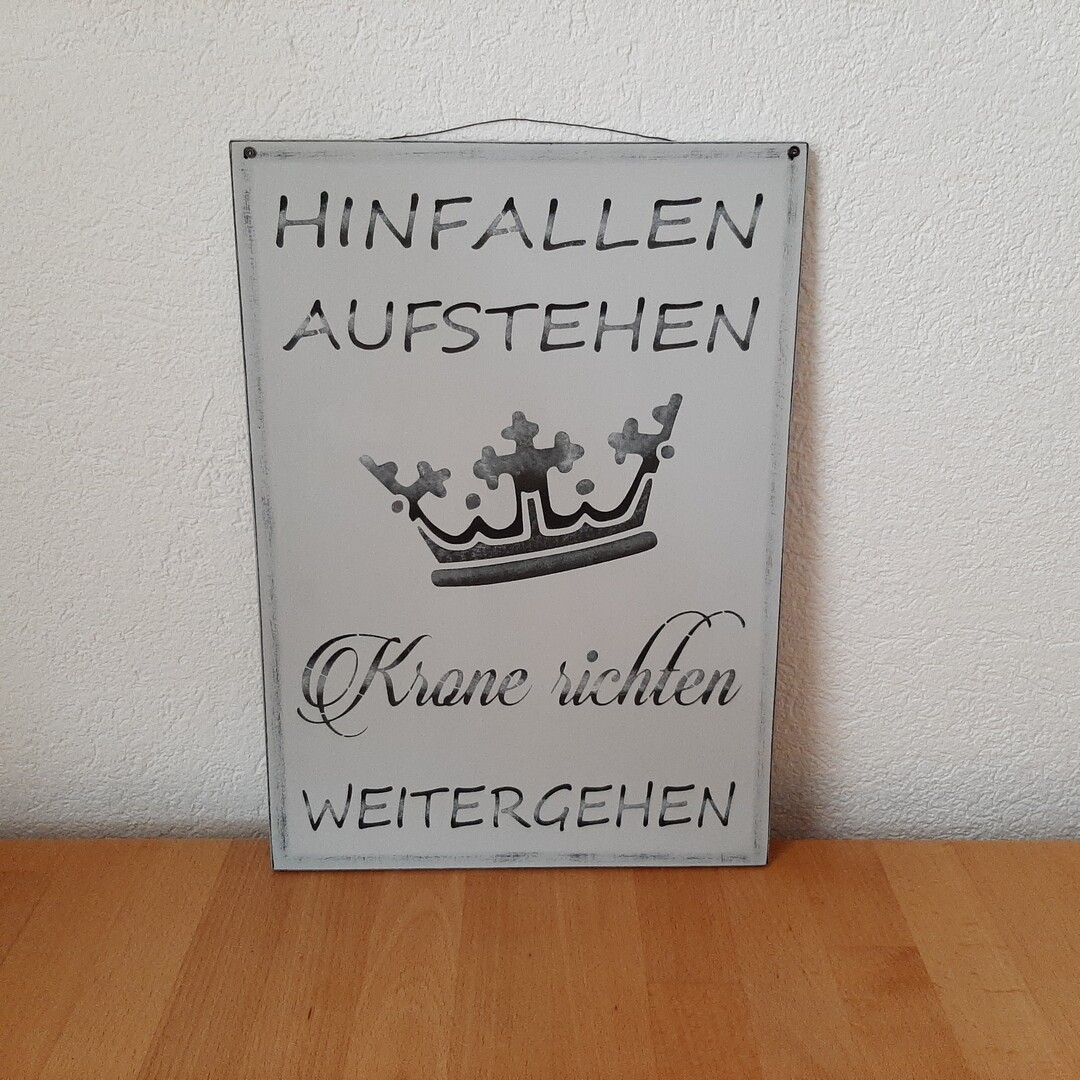 HINFALLEN
AUFSTEHEN
Krone richten
WEITERGEHEN